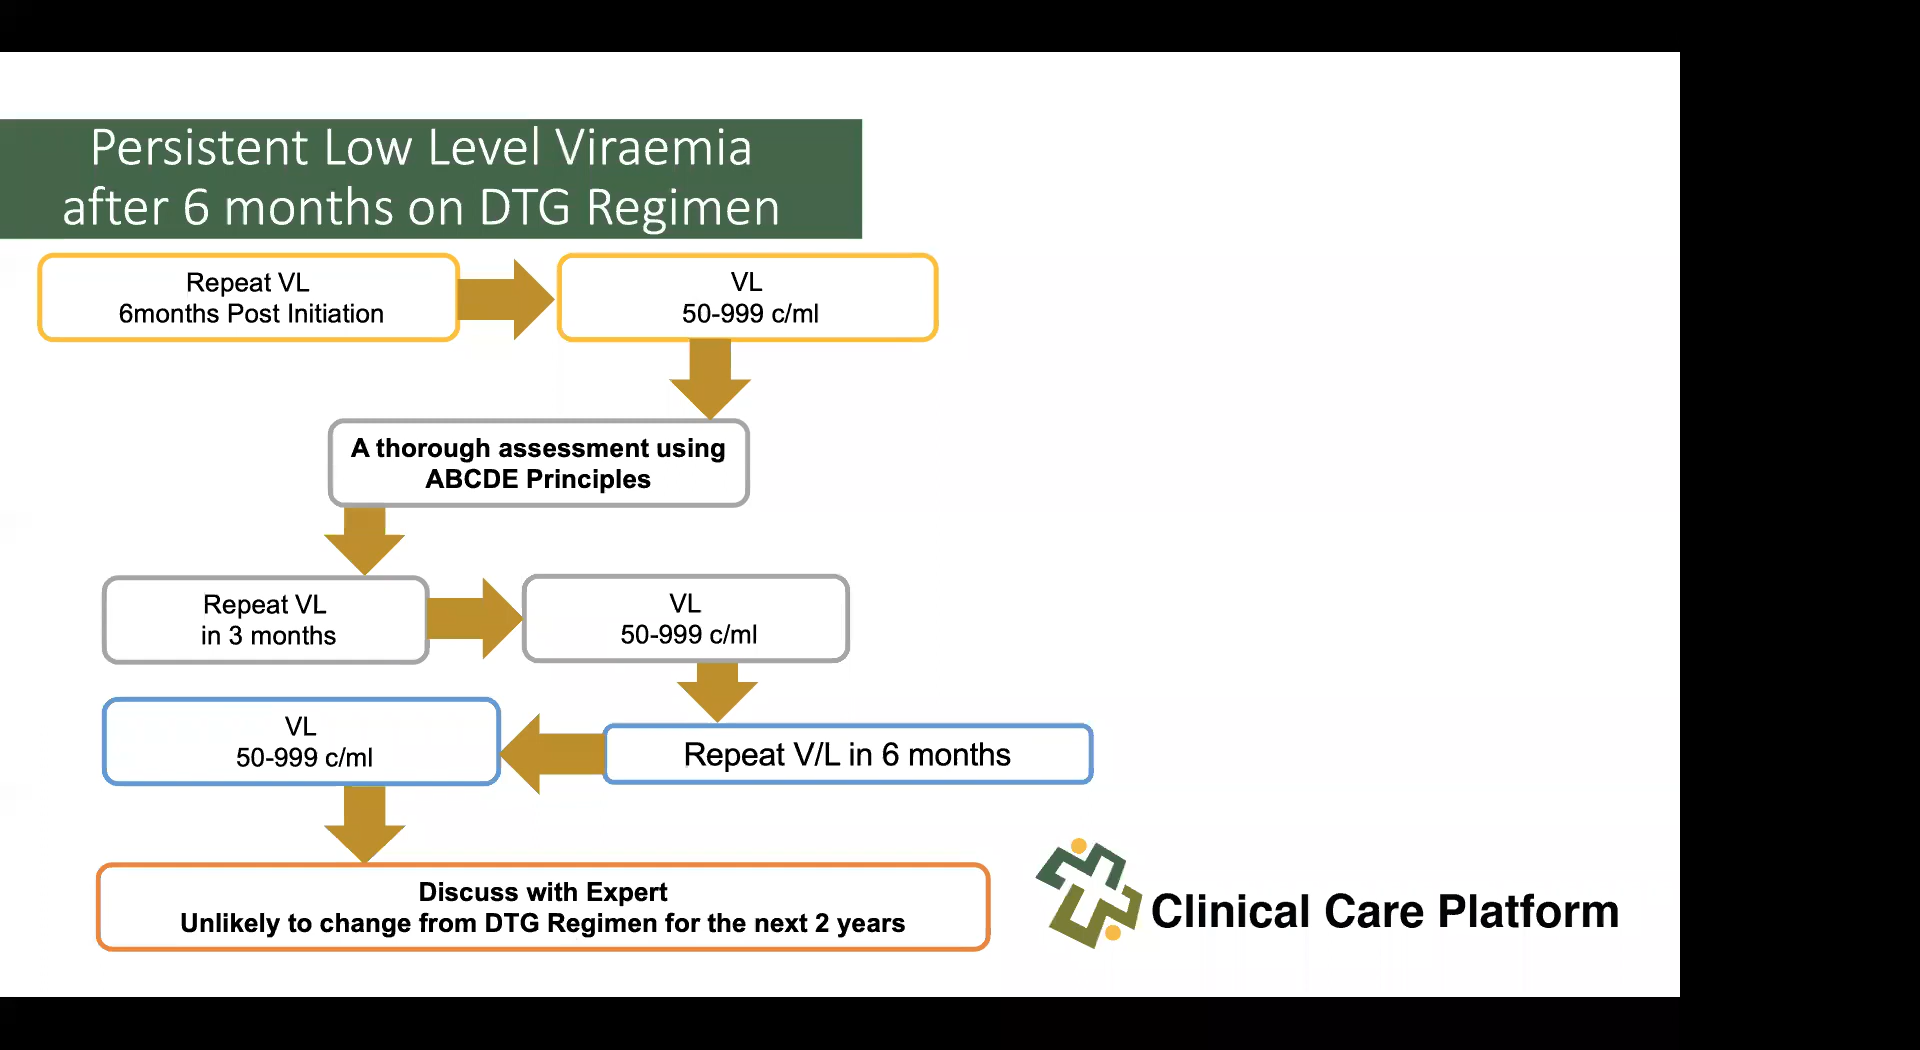 Persistent Low Level Viraemia
after 6 months on DTG Regimen
Repeat VL
6months Post Initiation
VL
50-999 c/ml
A thorough assessment using
ABCDE Principles
Repeat VL
in 3 months
VL
50-999 c/ml
Repeat V/L in 6 months
VL
50-999 c/ml
Discuss with Expert
Unlikely to change from DTG Regimen for the next 2 years
Clinical Care Platform